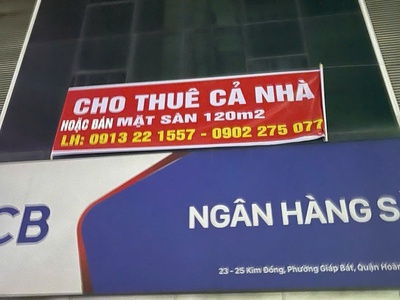 CHO THUÊ CẢ NHÀ
HOẶC BÁN MẶT SÀN 120m2
LH: 0913 22 1557 - 0902 275 077
CB
NGÂN HÀNG
23 - 25 Kim Đồng, Phường Giáp Bát, Quận Hoàn